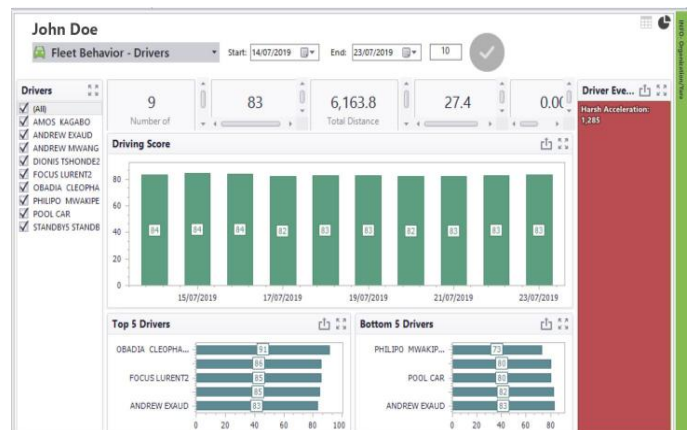 John Doe
Fleet Behavior - Drivers
Start: 14/07/2019
End: 23/07/2019
10
Drivers
(All)
AMOS KAGABO
ANDREW EXAUD
ANDREW MWANG
DIONIS TSHONDE2
FOCUS LURENT2
OBADIA CLEOPHA
PHILIPO MWAKIPE
POOL CAR
STANDBY5 STANDB
9
Number of
83
6,163.8
Total Distance
27.4
0.00
Driving Score
80
60
40
20
0
84 84 84 82 83 83 82 83 83 83
15/07/2019 17/07/2019 19/07/2019 21/07/2019 23/07/2019
Top 5 Drivers
OBADIA CLEOPHA... 91
86
FOCUS LURENT2 85
85
ANDREW EXAUD 83
0 20 40 60 80 100
Bottom 5 Drivers
PHILIPO MWAKIP... 73
80
POOL CAR 80
82
ANDREW EXAUD 83
0 20 40 60 80
Driver Eve...
Harsh Acceleration:
1,285